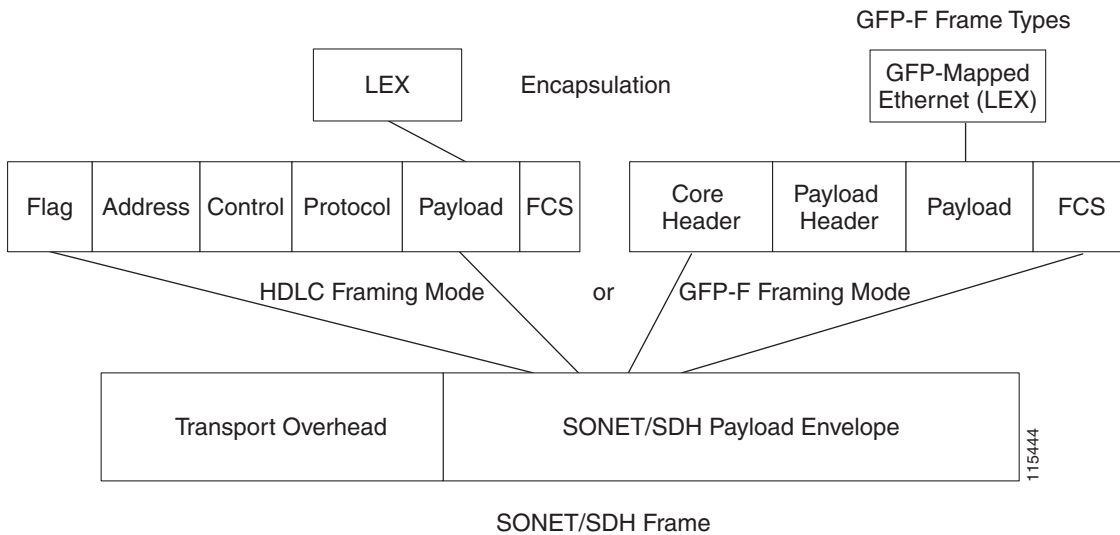 GFP-F Frame Types
LEX
Encapsulation
GFP-Mapped
Ethernet (LEX)
Flag
Address
Control
Protocol
Payload
FCS
Core
Header
Payload
Header
Payload
FCS
HDLC Framing Mode
or
GFP-F Framing Mode
Transport Overhead
SONET/SDH Payload Envelope
115444
SONET/SDH Frame